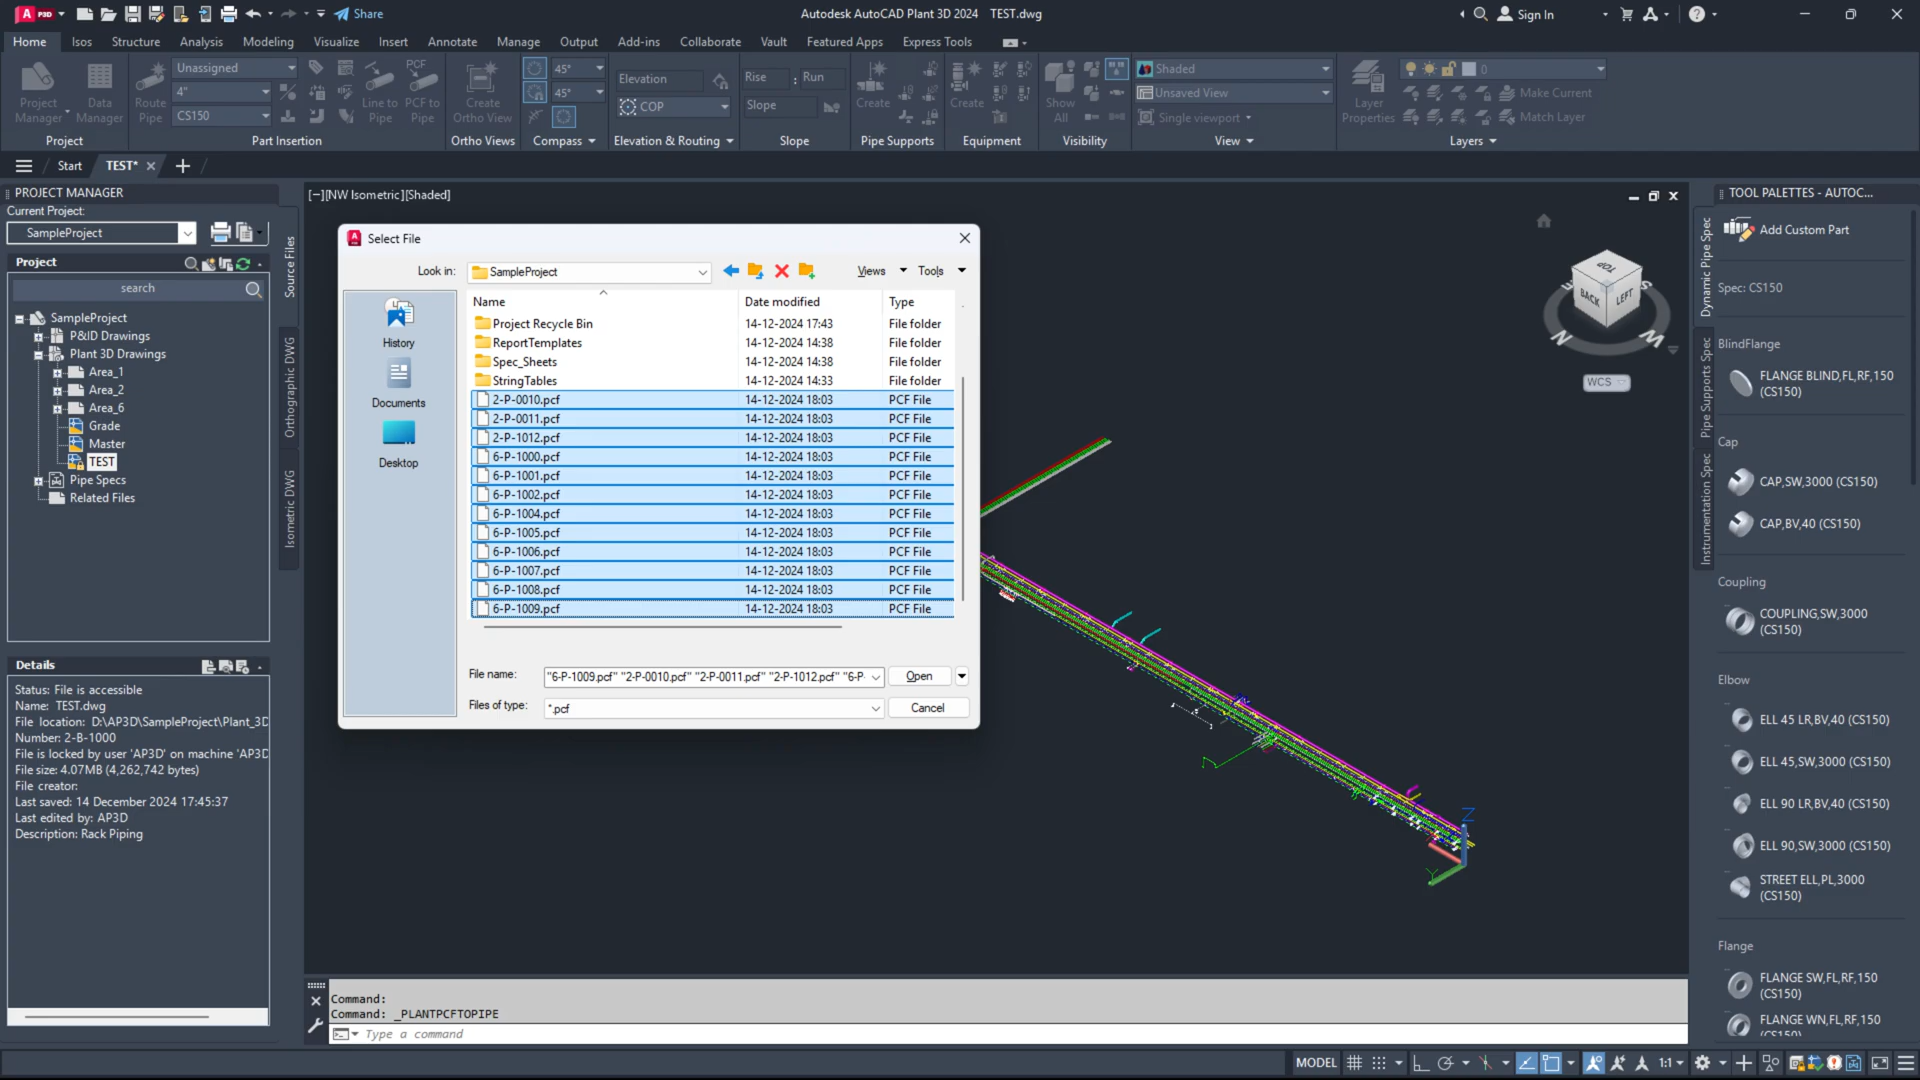 A P3D
Share
Autodesk AutoCAD Plant 3D 2024 TEST.dwg
Sign In
Home Isos Structure Analysis Modeling Visualize Insert Annotate Manage Output Add-ins Collaborate Vault Featured Apps Express Tools
Project Manager
Data Manager
Project
Route Pipe
Unassigned
4"
CS150
Line to Pipe
PCF
PCF to Pipe
Part Insertion
Create Ortho View
Ortho Views
45°
45°
Compass
Elevation
COP
Elevation & Routing
Rise : Run
Slope
Slope
Create
Pipe Supports
Create
Equipment
Show All
Visibility
Shaded
Unsaved View
Single viewport
View
Layer Properties
0
Make Current
Match Layer
Layers
Start TEST*
PROJECT MANAGER
Current Project:
SampleProject
Project
search
SampleProject
P&ID Drawings
Plant 3D Drawings
Area_1
Area_2
Area_6
Grade
Master
TEST
Pipe Specs
Related Files
Source Files
Orthographic DWG
Isometric DWG
Details
Status: File is accessible
Name: TEST.dwg
File location: D:\AP3D\SampleProject\Plant_3D
Number: 2-B-1000
File is locked by user 'AP3D' on machine 'AP3D
File size: 4.07MB (4,262,742 bytes)
File creator:
Last saved: 14 December 2024 17:45:37
Last edited by: AP3D
Description: Rack Piping
[−][NW Isometric][Shaded]
Select File
Look in: SampleProject
Views Tools
History
Documents
Desktop
Name Date modified Type
Project Recycle Bin 14-12-2024 17:43 File folder
ReportTemplates 14-12-2024 14:38 File folder
Spec_Sheets 14-12-2024 14:38 File folder
StringTables 14-12-2024 14:33 File folder
2-P-0010.pcf 14-12-2024 18:03 PCF File
2-P-0011.pcf 14-12-2024 18:03 PCF File
2-P-1012.pcf 14-12-2024 18:03 PCF File
6-P-1000.pcf 14-12-2024 18:03 PCF File
6-P-1001.pcf 14-12-2024 18:03 PCF File
6-P-1002.pcf 14-12-2024 18:03 PCF File
6-P-1004.pcf 14-12-2024 18:03 PCF File
6-P-1005.pcf 14-12-2024 18:03 PCF File
6-P-1006.pcf 14-12-2024 18:03 PCF File
6-P-1007.pcf 14-12-2024 18:03 PCF File
6-P-1008.pcf 14-12-2024 18:03 PCF File
6-P-1009.pcf 14-12-2024 18:03 PCF File
File name: "6-P-1009.pcf" "2-P-0010.pcf" "2-P-0011.pcf" "2-P-1012.pcf" "6-P- Open
Files of type: *.pcf Cancel
TOP
BACK LEFT
N M
WCS
Z
Y
TOOL PALETTES - AUTOC...
Dynamic Pipe Spec
Pipe Supports Spec
Instrumentation Spec
Add Custom Part
Spec: CS150
BlindFlange
FLANGE BLIND,FL,RF,150 (CS150)
Cap
CAP,SW,3000 (CS150)
CAP,BV,40 (CS150)
Coupling
COUPLING,SW,3000 (CS150)
Elbow
ELL 45 LR,BV,40 (CS150)
ELL 45,SW,3000 (CS150)
ELL 90 LR,BV,40 (CS150)
ELL 90,SW,3000 (CS150)
STREET ELL,PL,3000 (CS150)
Flange
FLANGE SW,FL,RF,150 (CS150)
FLANGE WN,FL,RF,150 (CS150)
Command:
Command: _PLANTPCFTOPIPE
Type a command
MODEL
1:1